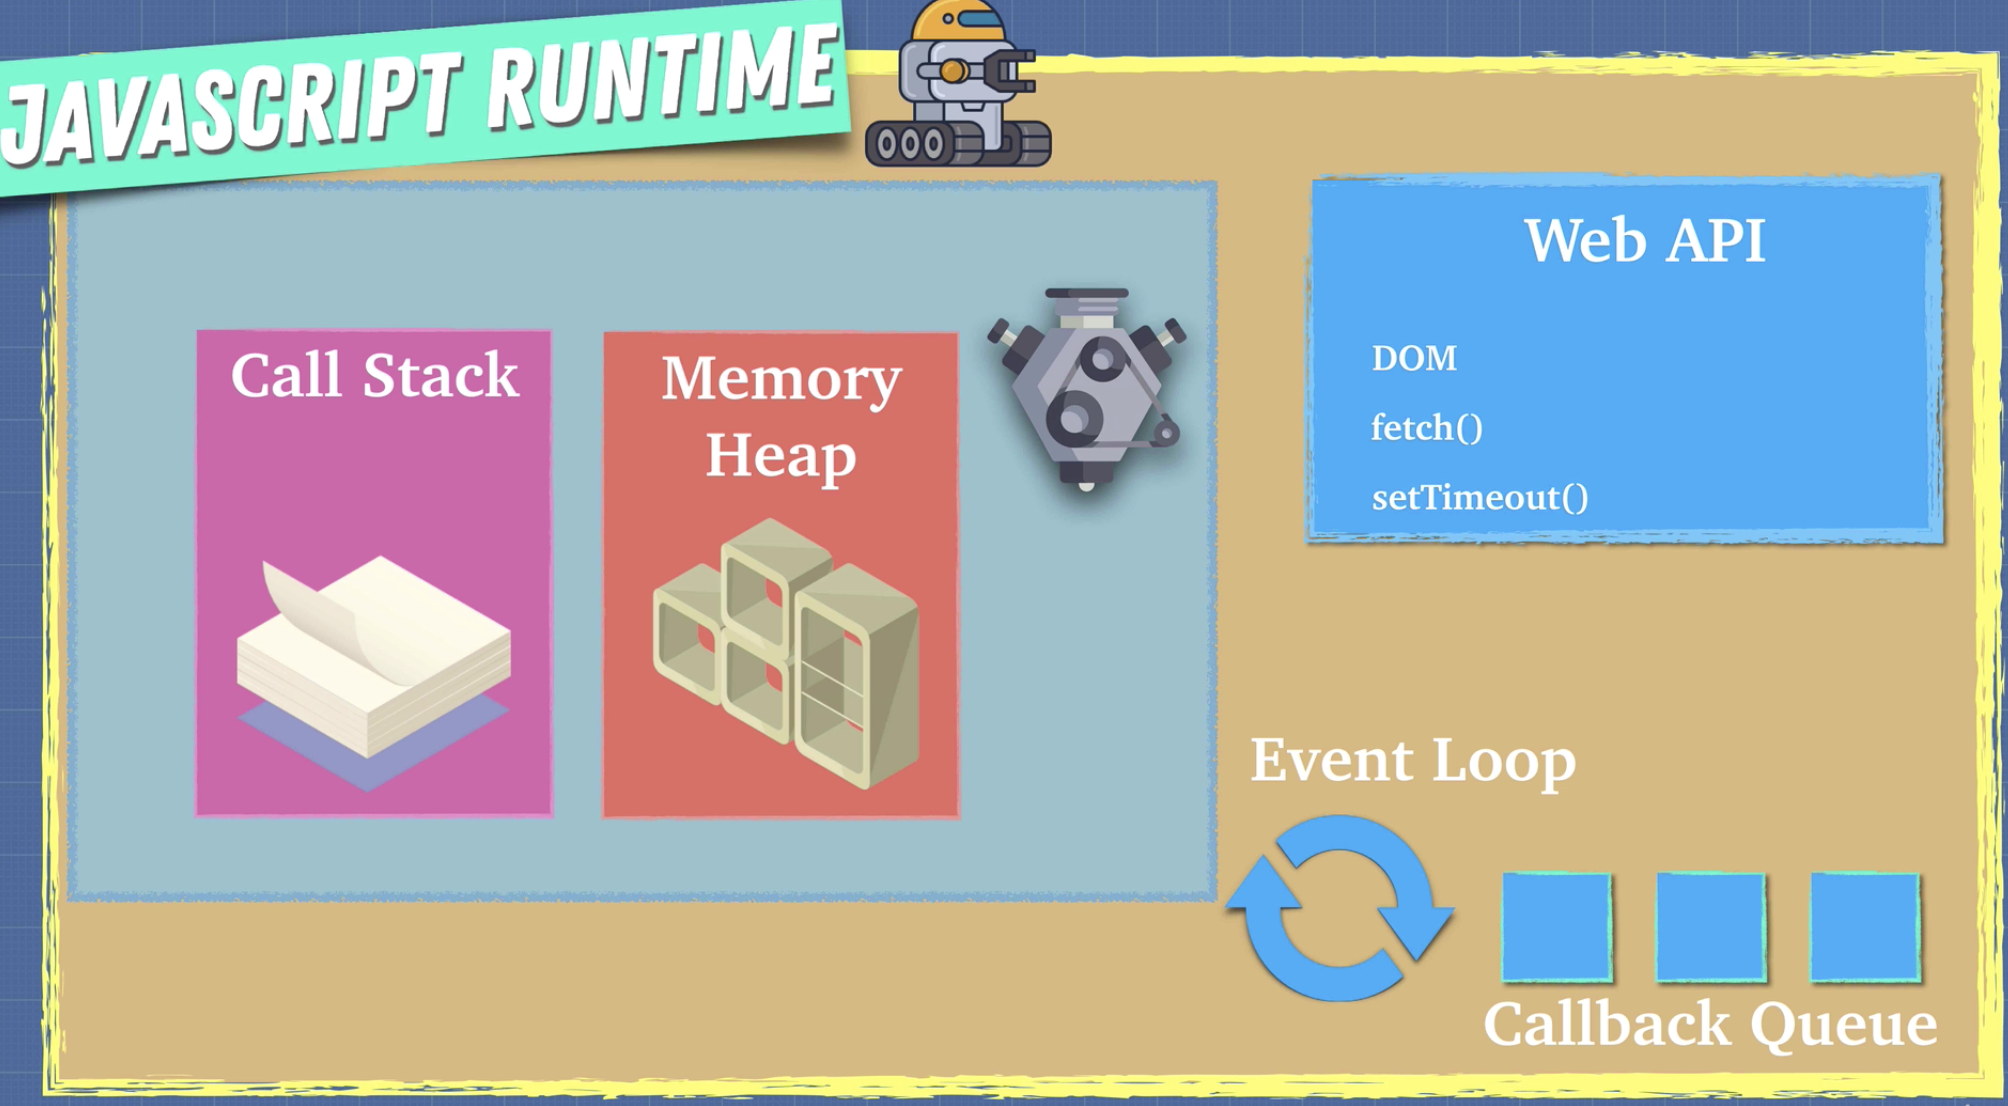 JAVASCRIPT RUNTIME
Call Stack
Memory
Heap
Web API
DOM
fetch()
setTimeout()
Event Loop
Callback Queue